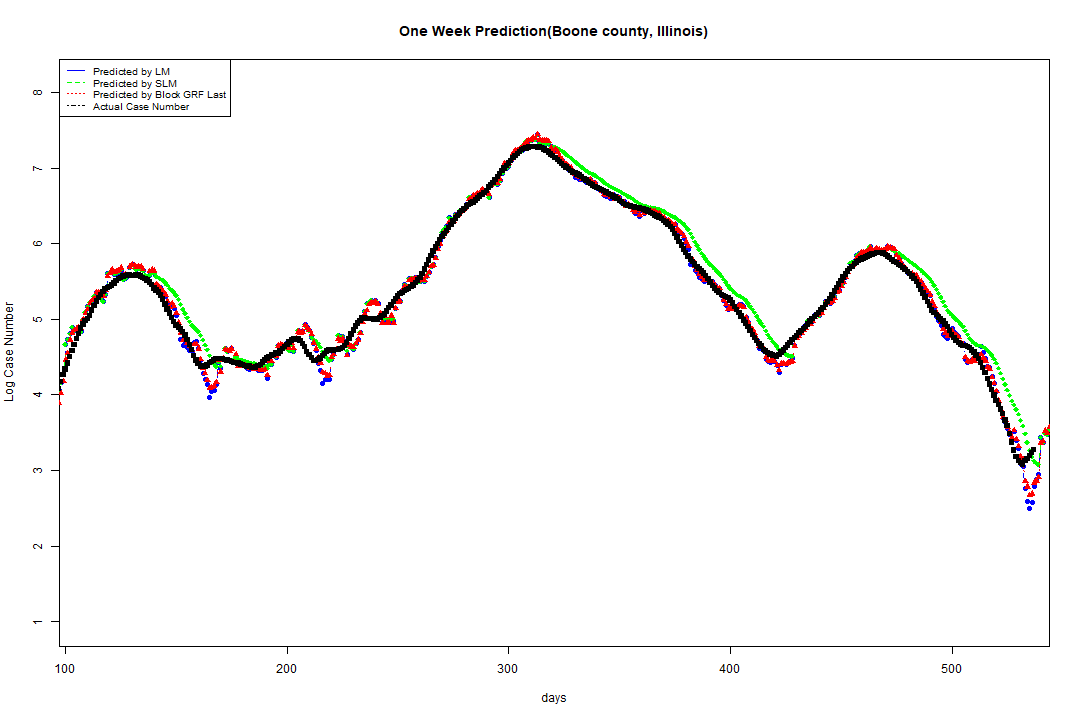 One Week Prediction(Boone county, Illinois)
Predicted by LM
Predicted by SLM
Predicted by Block GRF Last
Actual Case Number
8
7
6
5
4
3
2
1
Log Case Number
100 200 300 400 500
days